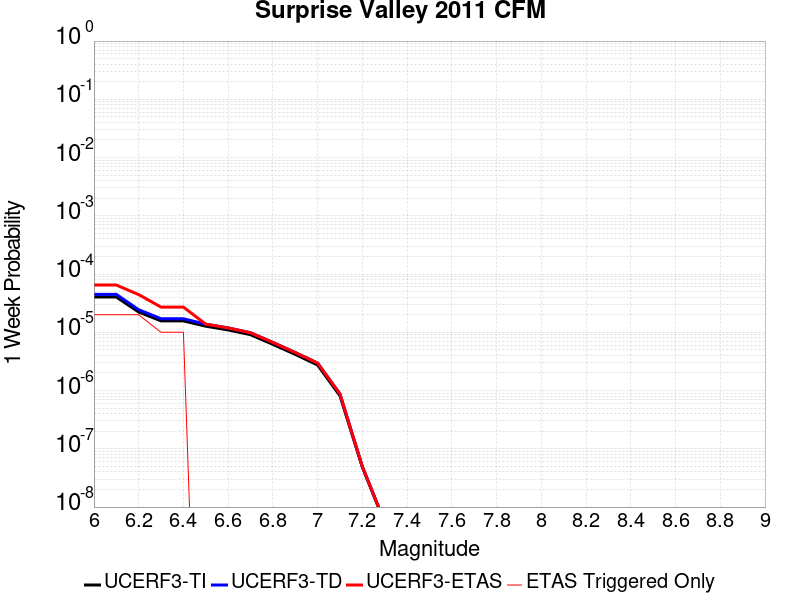 Surprise Valley 2011 CFM
1 Week Probability
10^0
10^-1
10^-2
10^-3
10^-4
10^-5
10^-6
10^-7
10^-8
6 6.2 6.4 6.6 6.8 7 7.2 7.4 7.6 7.8 8 8.2 8.4 8.6 8.8 9
Magnitude
UCERF3-TI UCERF3-TD UCERF3-ETAS ETAS Triggered Only